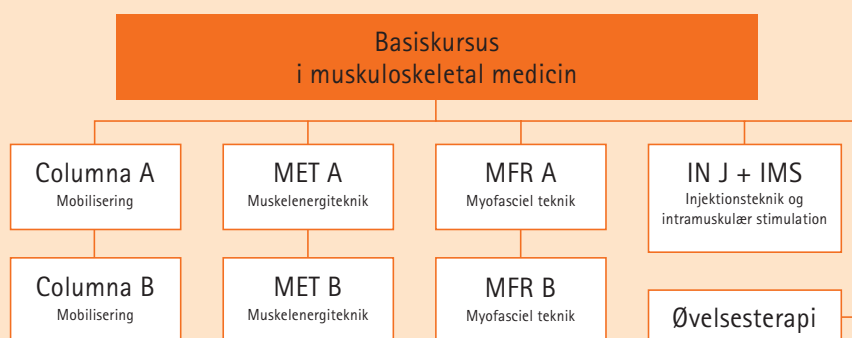 Basiskursus
i muskuloskeletal medicin
Columna A
Mobilisering
MET A
Muskelenergiteknik
MFR A
Myofasciel teknik
IN J + IMS
Injektionsteknik og
intramuskulær stimulation
Columna B
Mobilisering
MET B
Muskelenergiteknik
MFR B
Myofasciel teknik
Øvelsesterapi